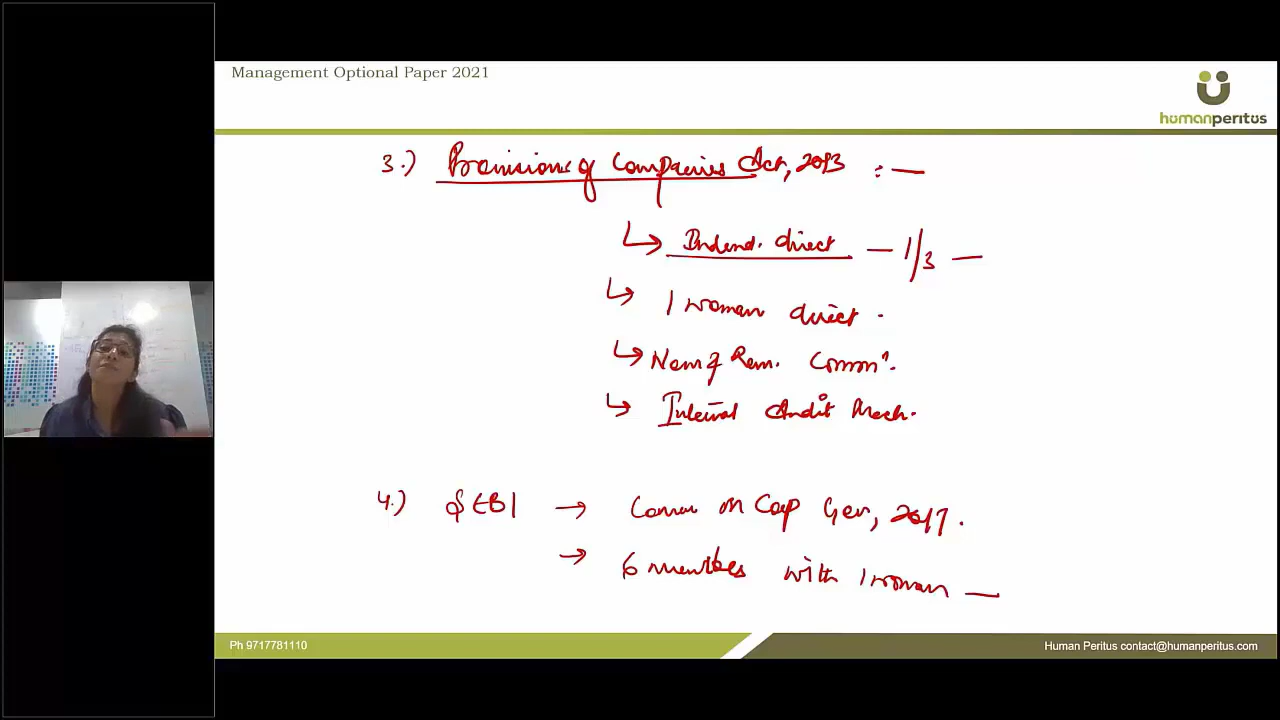 Management Optional Paper 2021
humanperitus
3.) Provisions of Companies Act, 2013 : —
↳ Indend. direct — 1/3 —
↳ 1 woman direct.
↳ Nom & Rem. Comm
↳ Internal Audit Mech.
4.) SEBI → Comm on Corp Gov, 2017.
→ 6 members with 1 woman —
Ph 9717781110
Human Peritus contact@humanperitus.com